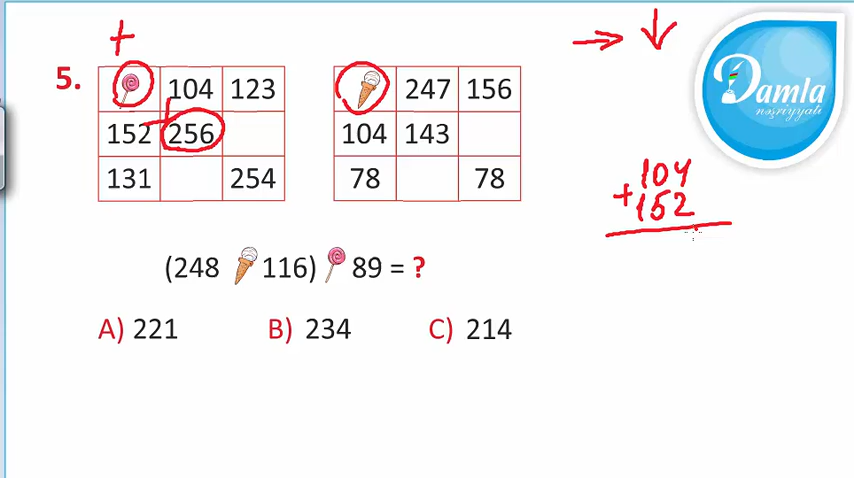 +
5.
104 123
152 256
131 254
247 156
104 143
78 78
Damla
nəşriyyatı
104
+152
(248 116) 89 = ?
A) 221 B) 234 C) 214